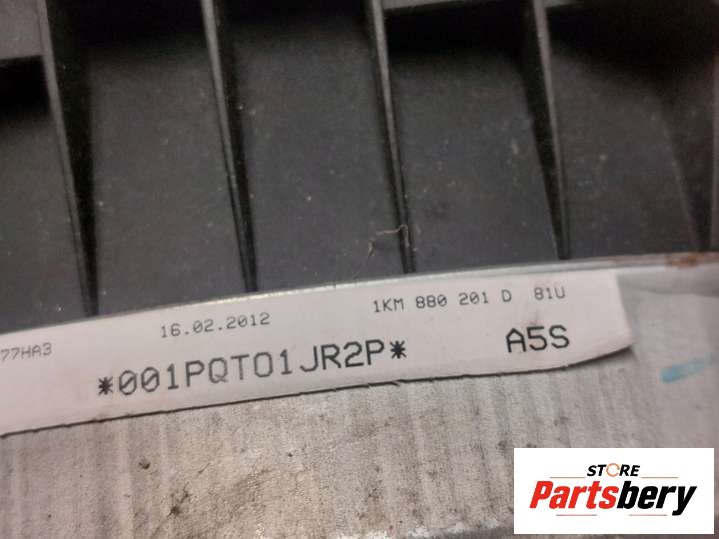 77HA3 16.02.2012 1KM 880 201 D 81U
*001PQT01JR2P* A5S
STORE
Partsbery